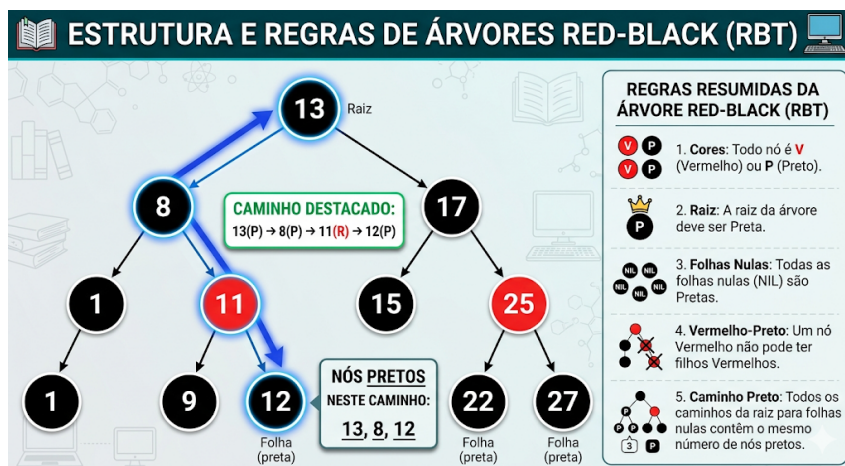 ESTRUTURA E REGRAS DE ÁRVORES RED-BLACK (RBT)
13
Raiz
8
17
CAMINHO DESTACADO:
13(P) → 8(P) → 11(R) → 12(P)
1
11
15
25
1
9
12
22
27
Folha
(preta)
Folha
(preta)
NÓS PRETOS
NESTE CAMINHO:
13, 8, 12
REGRAS RESUMIDAS DA
ÁRVORE RED-BLACK (RBT)
V P
V P
1. Cores: Todo nó é V
(Vermelho) ou P (Preto).
P
2. Raiz: A raiz da árvore
deve ser Preta.
NIL NIL
NIL NIL NIL
3. Folhas Nulas: Todas as
folhas nulas (NIL) são
Pretas.
4. Vermelho-Preto: Um nó
Vermelho não pode ter
filhos Vermelhos.
P
P P
3 P
5. Caminho Preto: Todos os
caminhos da raiz para folhas
nulas contêm o mesmo
número de nós pretos.